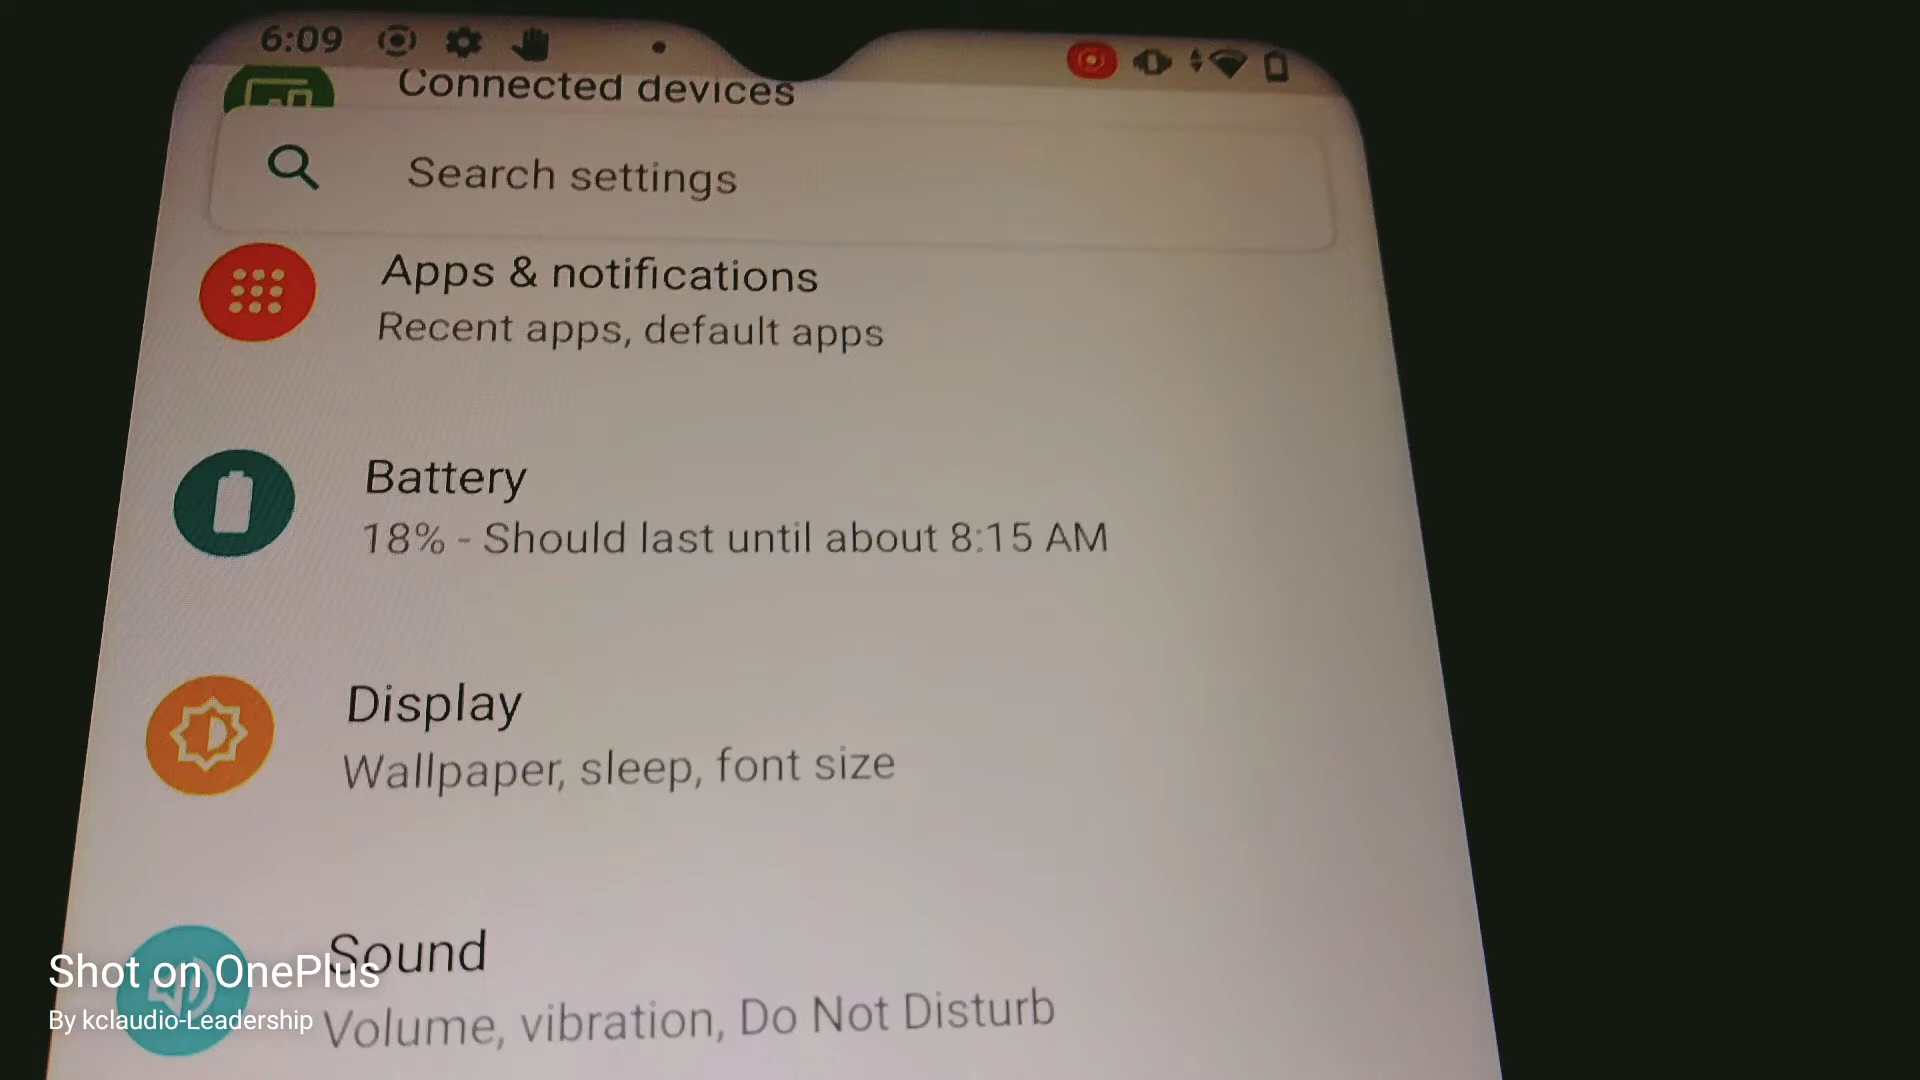 6:09
Connected devices
Search settings
Apps & notifications
Recent apps, default apps
Battery
18% - Should last until about 8:15 AM
Display
Wallpaper, sleep, font size
Sound
Volume, vibration, Do Not Disturb
Shot on OnePlus
By kclaudio-Leadership